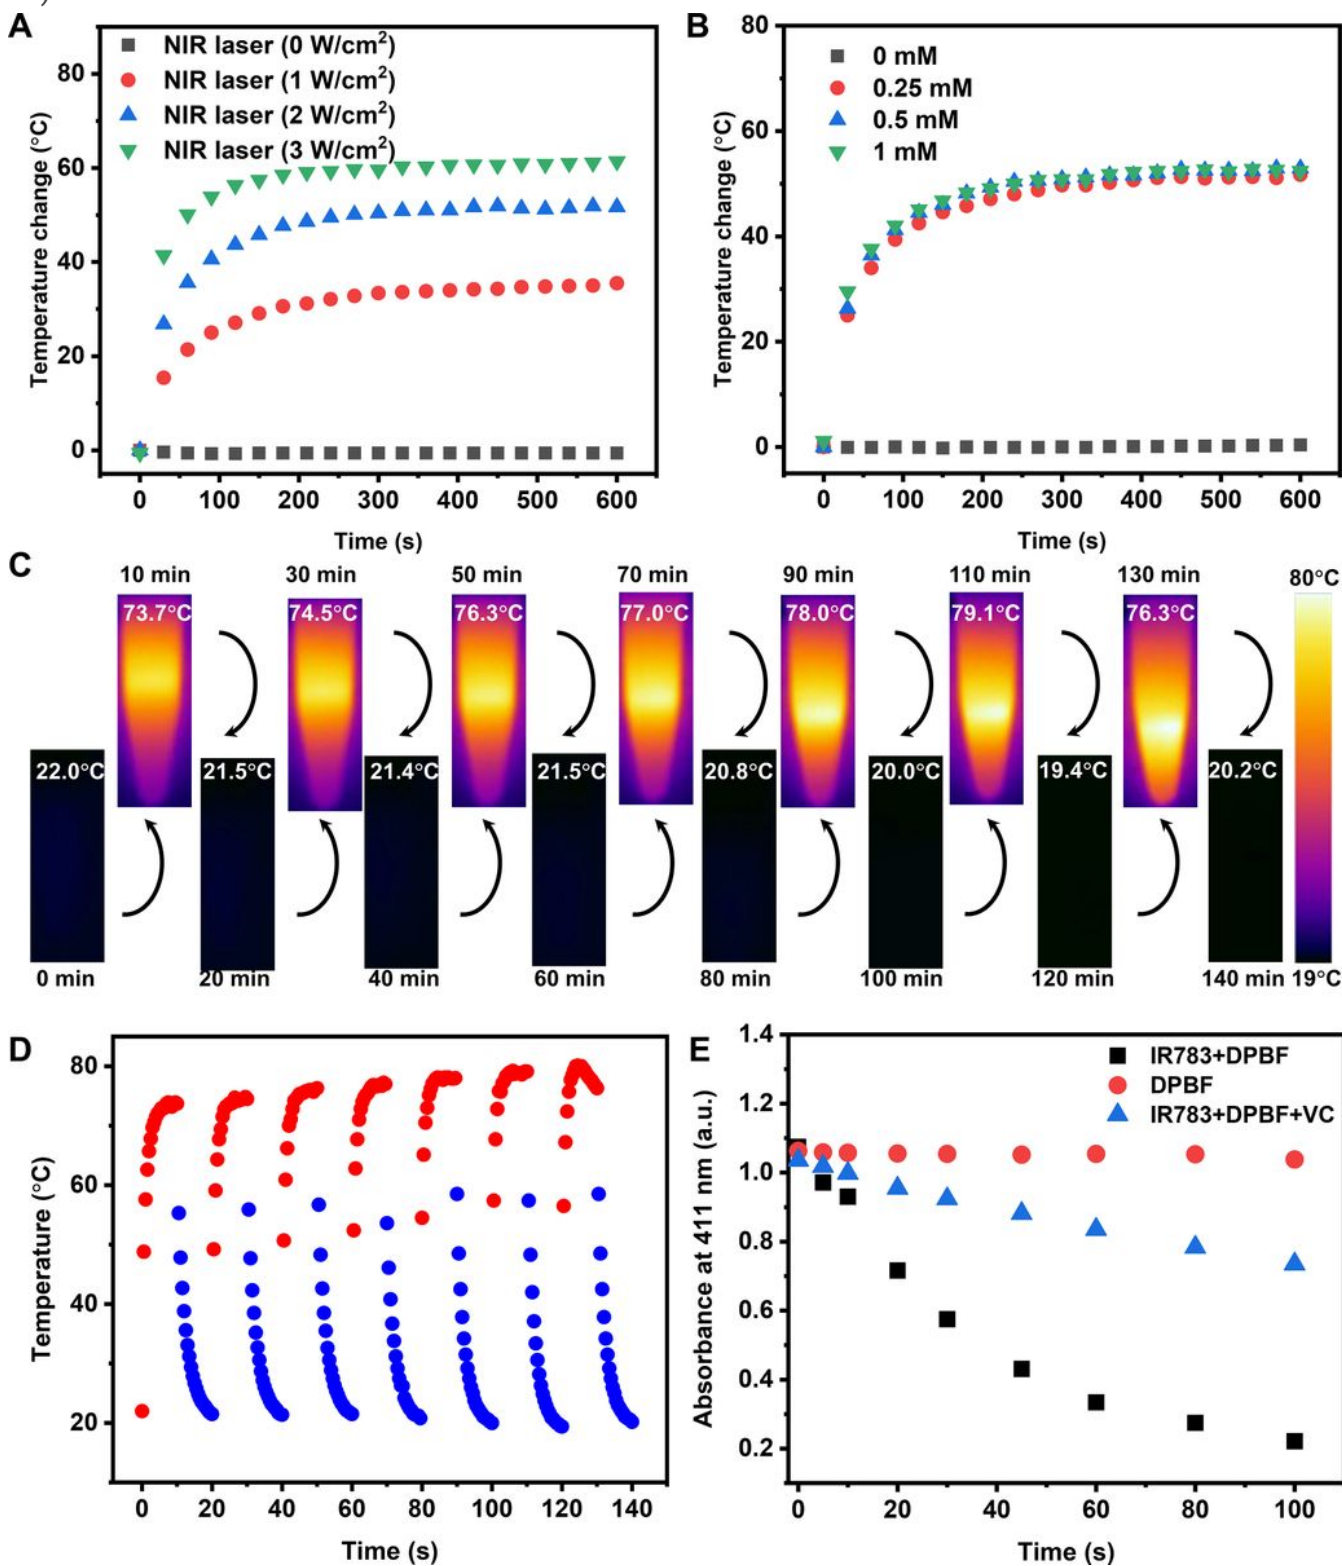 A
NIR laser (0 W/cm²)
NIR laser (1 W/cm²)
NIR laser (2 W/cm²)
NIR laser (3 W/cm²)
80
60
40
20
0
Temperature change (°C)
0 100 200 300 400 500 600
Time (s)
B
0 mM
0.25 mM
0.5 mM
1 mM
80
60
40
20
0
Temperature change (°C)
0 100 200 300 400 500 600
Time (s)
C
10 min 30 min 50 min 70 min 90 min 110 min 130 min 80°C
73.7°C 74.5°C 76.3°C 77.0°C 78.0°C 79.1°C 76.3°C
22.0°C 21.5°C 21.4°C 21.5°C 20.8°C 20.0°C 19.4°C 20.2°C
0 min 20 min 40 min 60 min 80 min 100 min 120 min 140 min 19°C
D
80
60
40
20
Temperature (°C)
0 20 40 60 80 100 120 140
Time (s)
E
IR783+DPBF
DPBF
IR783+DPBF+VC
1.4
1.2
1.0
0.8
0.6
0.4
0.2
Absorbance at 411 nm (a.u.)
0 20 40 60 80 100
Time (s)